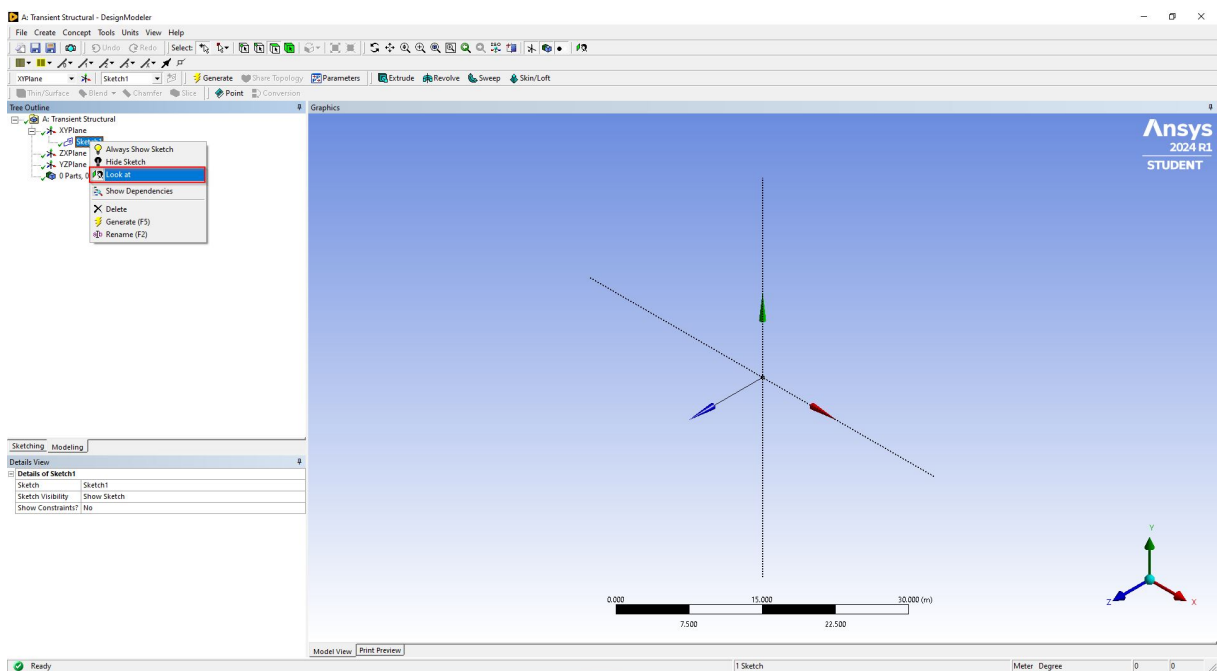 A: Transient Structural - DesignModeler
File Create Concept Tools Units View Help
Undo Redo Select:
XYPlane Sketch1 Generate Share Topology Parameters Extrude Revolve Sweep Skin/Loft
Thin/Surface Blend Chamfer Slice Point Conversion
Tree Outline
A: Transient Structural
XYPlane
Sketch1
ZXPlane
YZPlane
0 Parts, 0
Always Show Sketch
Hide Sketch
Look at
Show Dependencies
Delete
Generate (F5)
Rename (F2)
Sketching Modeling
Details View
Details of Sketch1
Sketch Sketch1
Sketch Visibility Show Sketch
Show Constraints? No
Graphics
Ansys
2024 R1
STUDENT
0.000 15.000 30.000 (m)
7.500 22.500
Y
Z X
Model View Print Preview
Ready 1 Sketch Meter Degree 0 0